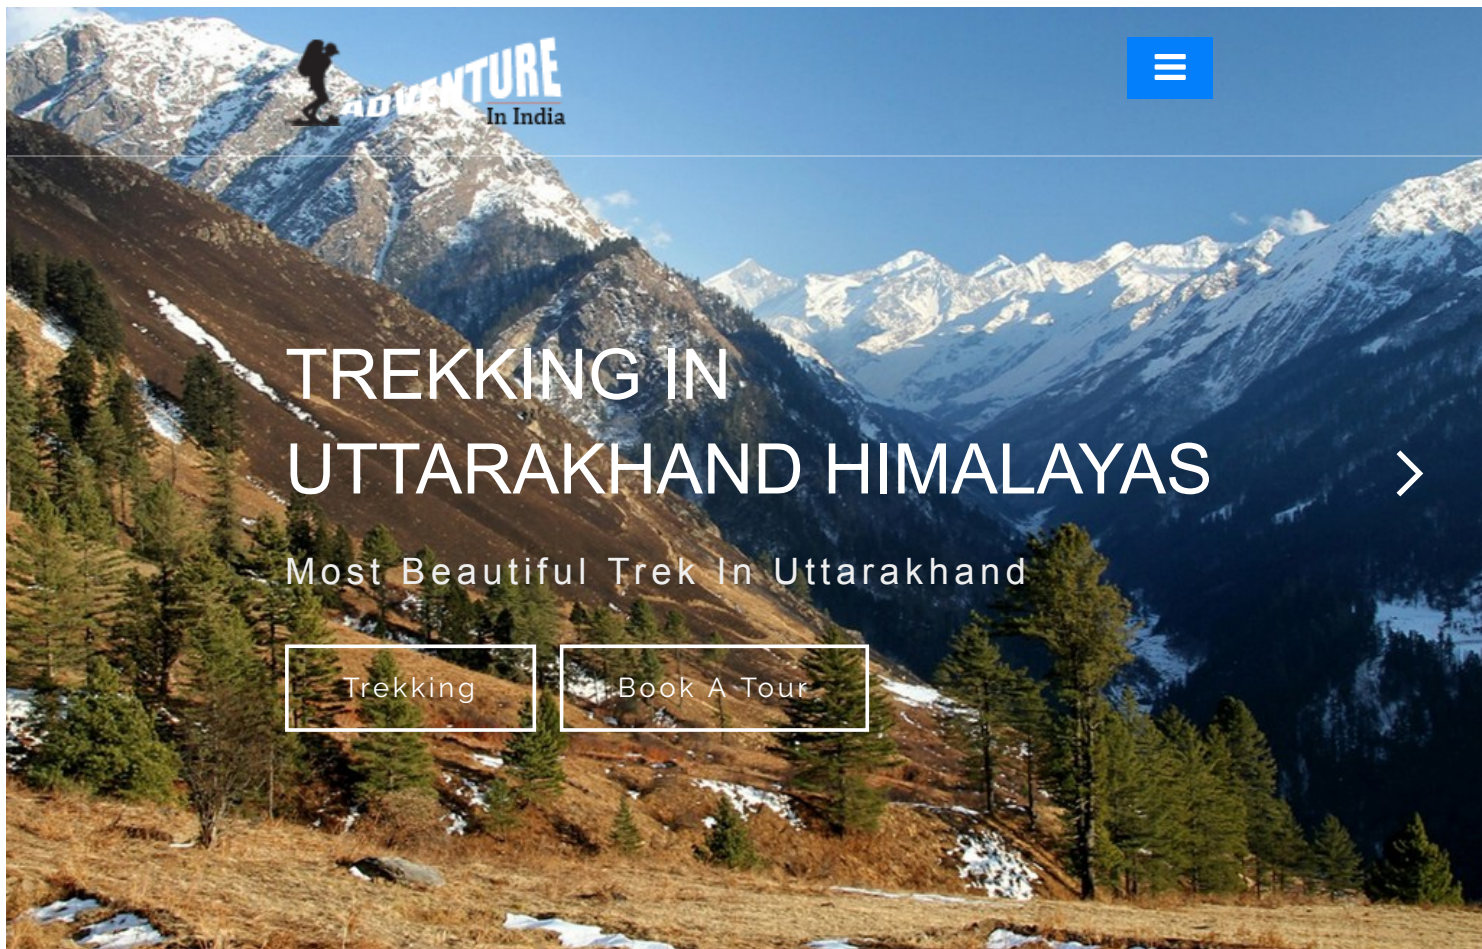 ADVENTURE
In India
TREKKING IN
UTTARAKHAND HIMALAYAS
Most Beautiful Trek In Uttarakhand
Trekking
Book A Tour